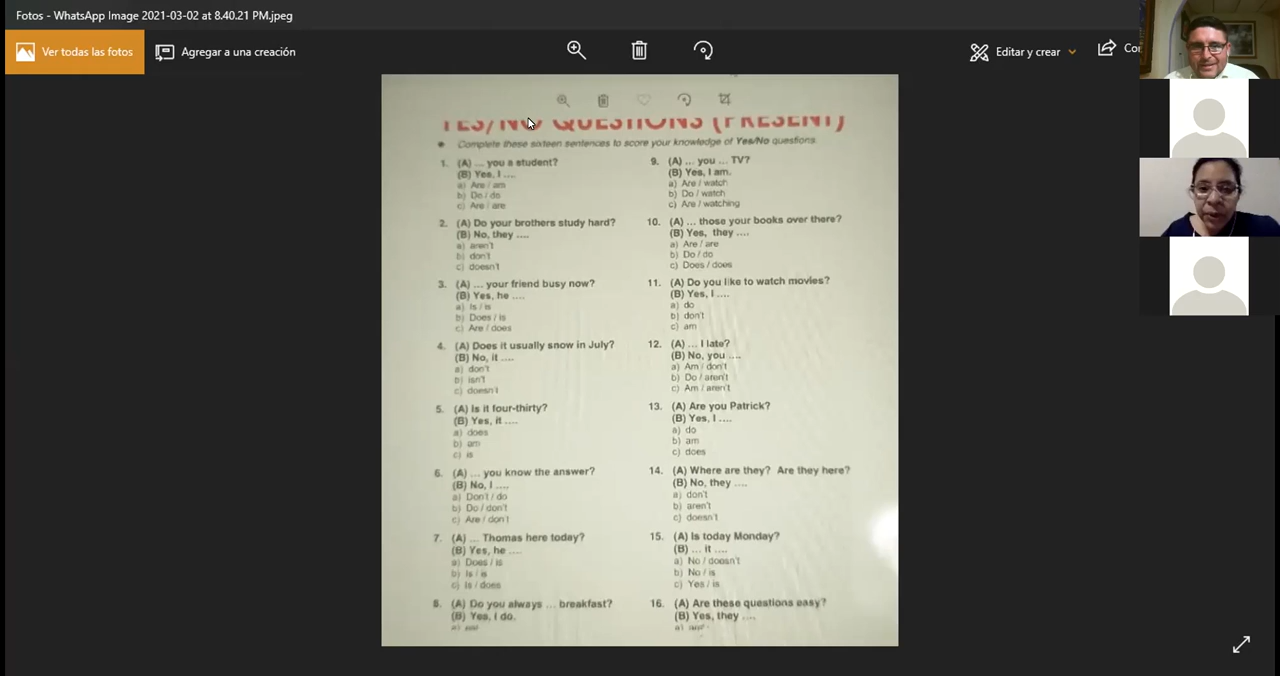 Fotos - WhatsApp Image 2021-03-02 at 8.40.21 PM.jpeg
Ver todas las fotos
Agregar a una creación
Editar y crear
YES/NO QUESTIONS (PRESENT)
Complete these sixteen sentences to score your knowledge of Yes/No questions.
1. (A) ... you a student?
(B) Yes, I ....
a) Are / am
b) Do / do
c) Are / are
2. (A) Do your brothers study hard?
(B) No, they ....
a) aren't
b) don't
c) doesn't
3. (A) ... your friend busy now?
(B) Yes, he ....
a) Is / is
b) Does / is
c) Are / does
4. (A) Does it usually snow in July?
(B) No, it ....
a) don't
b) isn't
c) doesn't
5. (A) Is it four-thirty?
(B) Yes, it ....
a) does
b) am
c) is
6. (A) ... you know the answer?
(B) No, I ....
a) Don't / do
b) Do / don't
c) Are / don't
7. (A) ... Thomas here today?
(B) Yes, he ....
a) Does / is
b) Is / is
c) Is / does
8. (A) Do you always ... breakfast?
(B) Yes, I do.
9. (A) ... you ... TV?
(B) Yes, I am.
a) Are / watch
b) Do / watch
c) Are / watching
10. (A) ... those your books over there?
(B) Yes, they ....
a) Are / are
b) Do / do
c) Does / does
11. (A) Do you like to watch movies?
(B) Yes, I ....
a) do
b) don't
c) am
12. (A) ... I late?
(B) No, you ....
a) Am / don't
b) Do / aren't
c) Am / aren't
13. (A) Are you Patrick?
(B) Yes, I ....
a) do
b) am
c) does
14. (A) Where are they? Are they here?
(B) No, they ....
a) don't
b) aren't
c) doesn't
15. (A) Is today Monday?
(B) ... it ....
a) No / doesn't
b) No / is
c) Yes / is
16. (A) Are these questions easy?
(B) Yes, they ....